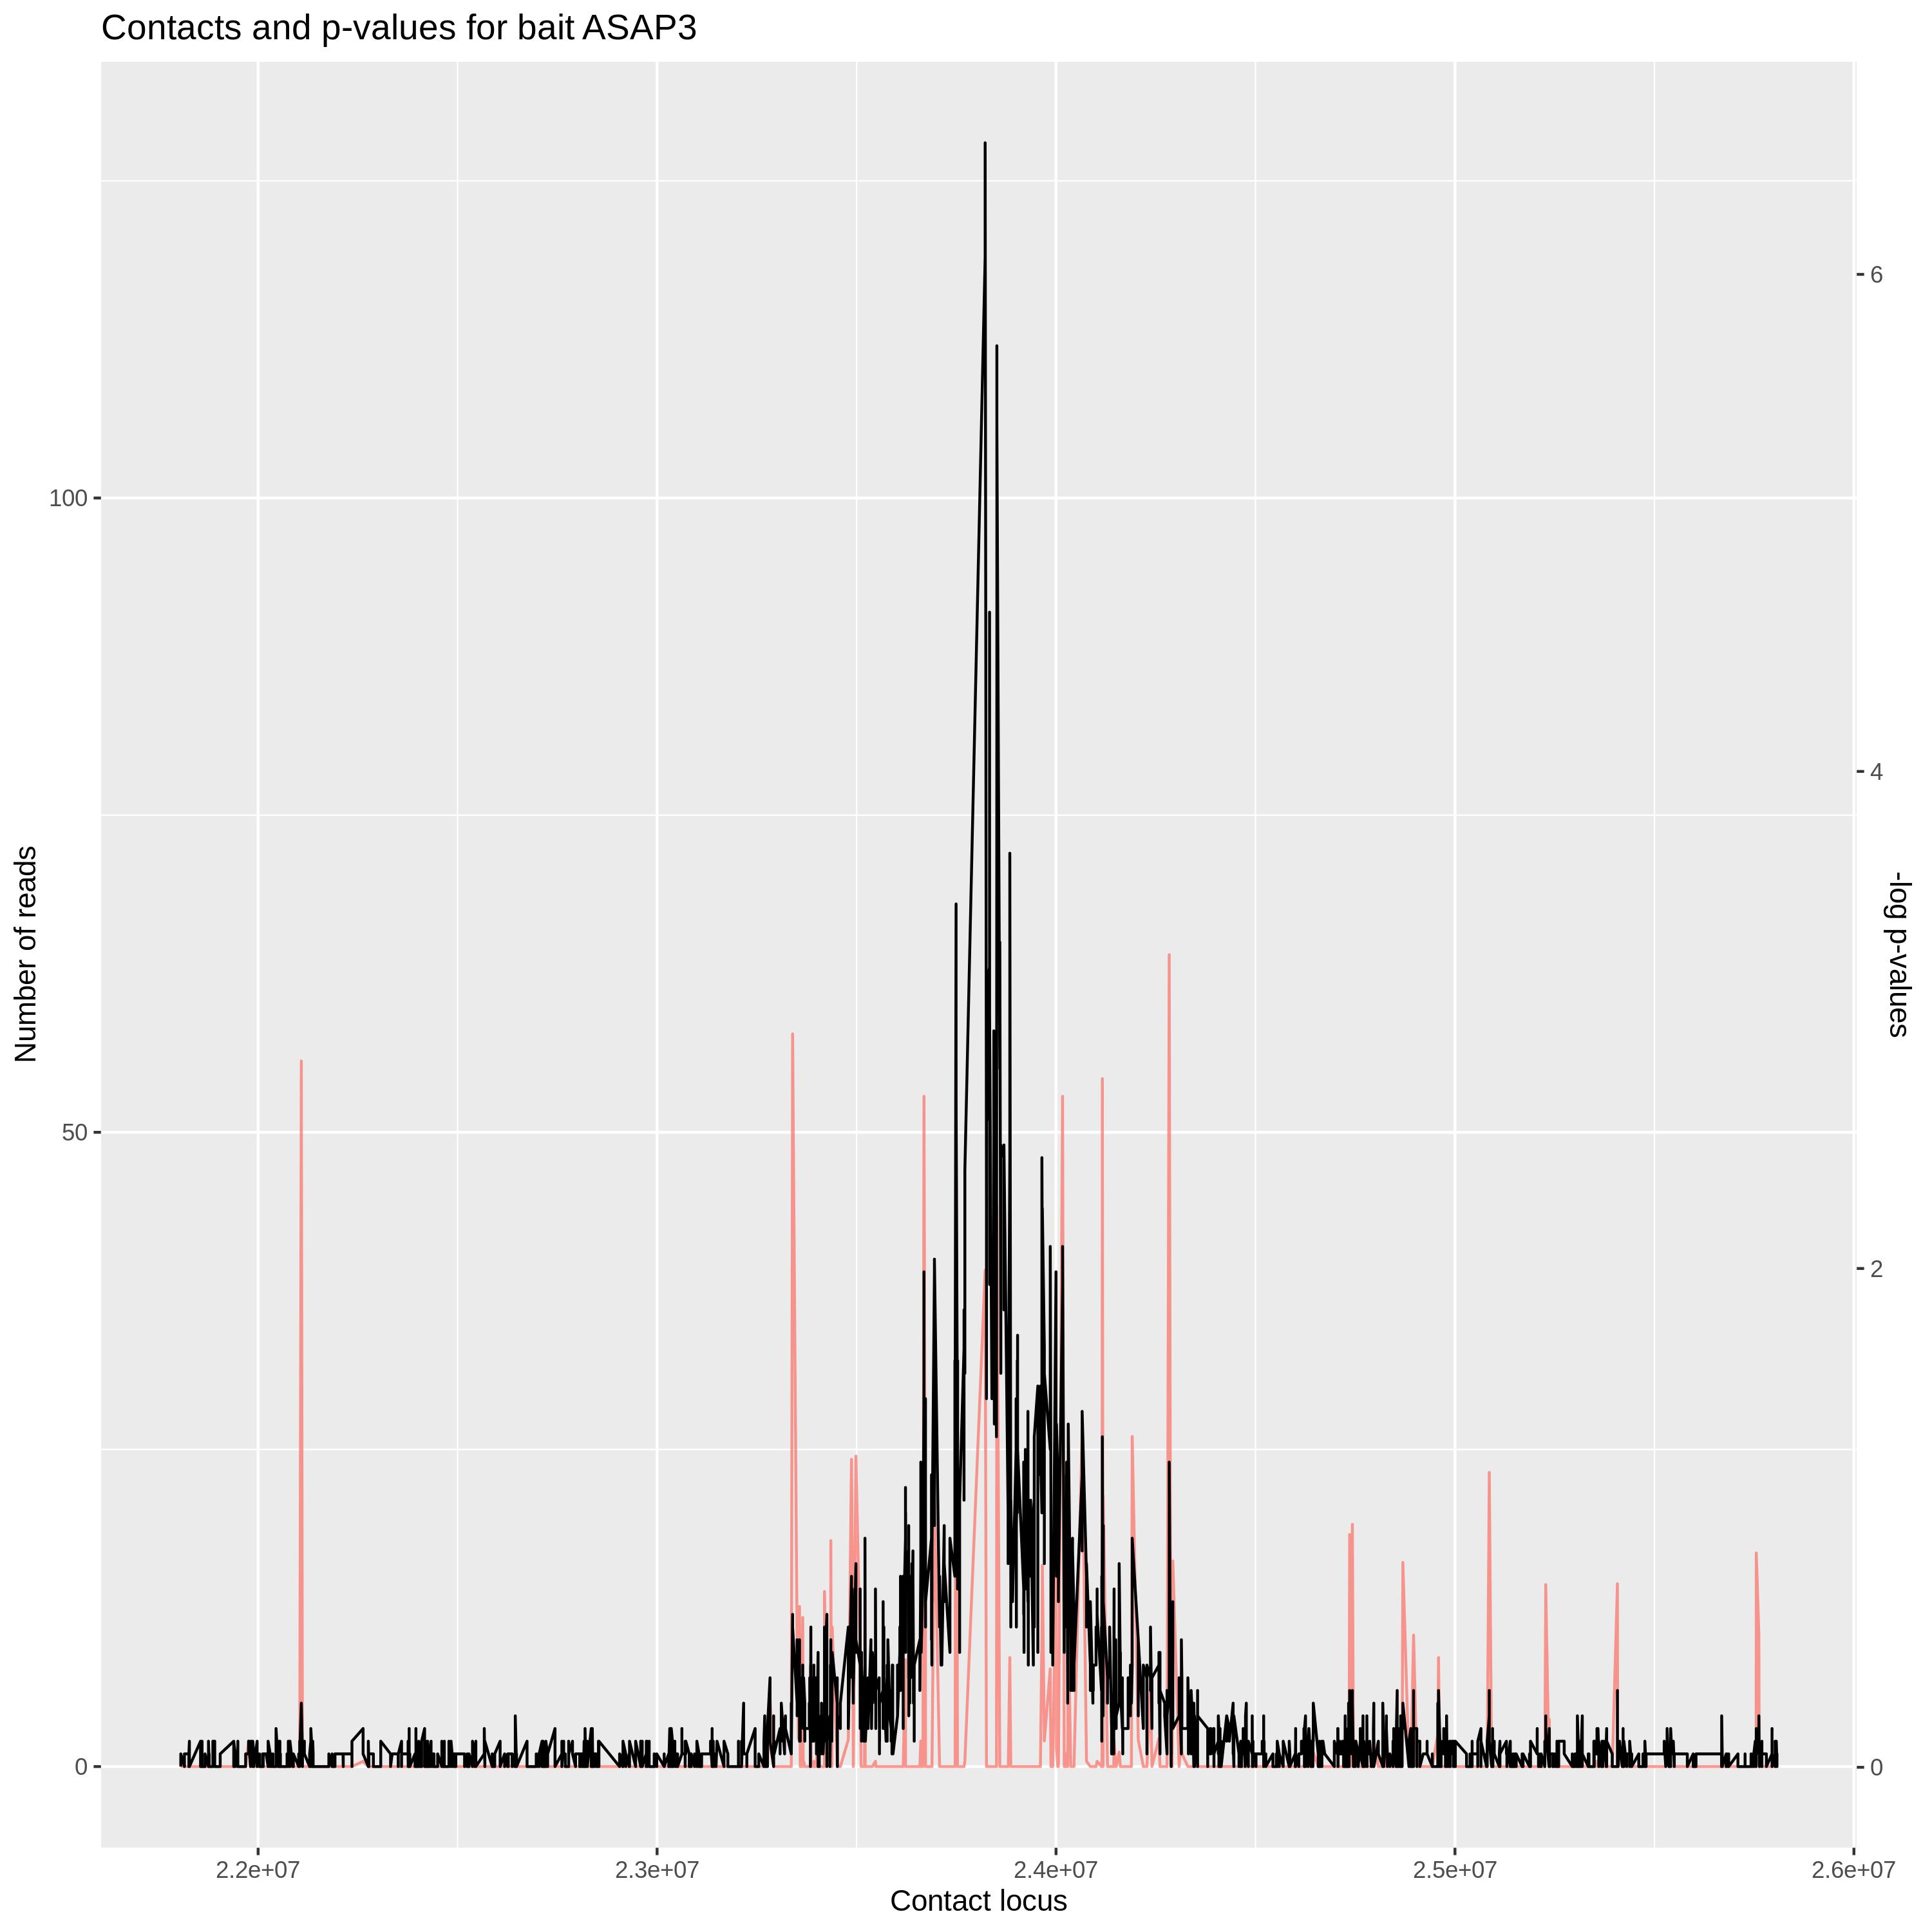 Contacts and p-values for bait ASAP3
Number of reads
100
50
0
6
4
2
0
-log p-values
2.2e+07 2.3e+07 2.4e+07 2.5e+07 2.6e+07
Contact locus